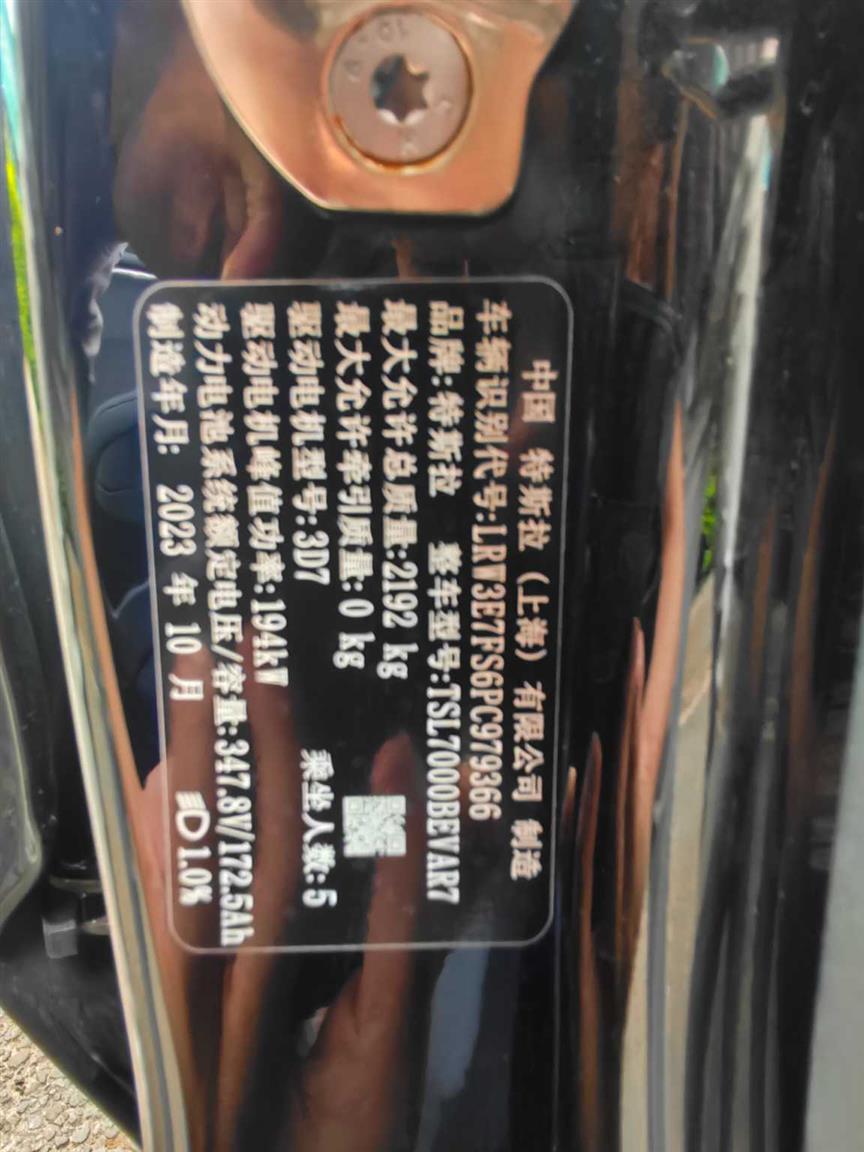 中国 特斯拉（上海）有限公司 制造
车辆识别代号:LRW3E7FS6PC979366
品牌:特斯拉 整车型号:TSL7000BEVAR7
最大允许总质量:2192 kg
最大允许牵引质量:0 kg
驱动电机型号:3D7 乘坐人数:5
驱动电机峰值功率:194kW
动力电池系统额定电压/容量:347.8V/172.5Ah
制造年月: 2023 年 10 月 1.0%